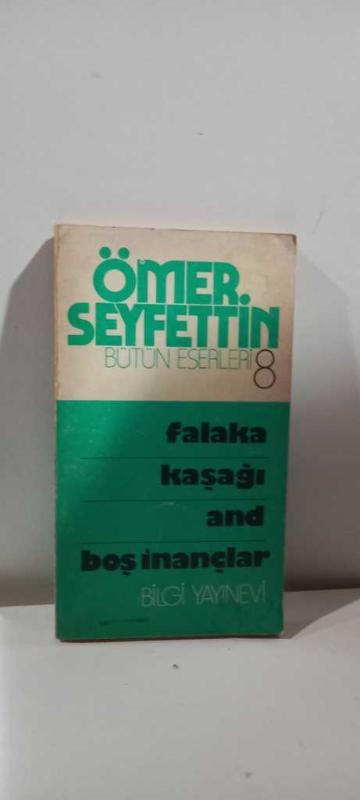 ÖMER
SEYFETTİN
BÜTÜN ESERLERİ 8
falaka
kaşağı
and
boş inançlar
BİLGİ YAYINEVİ